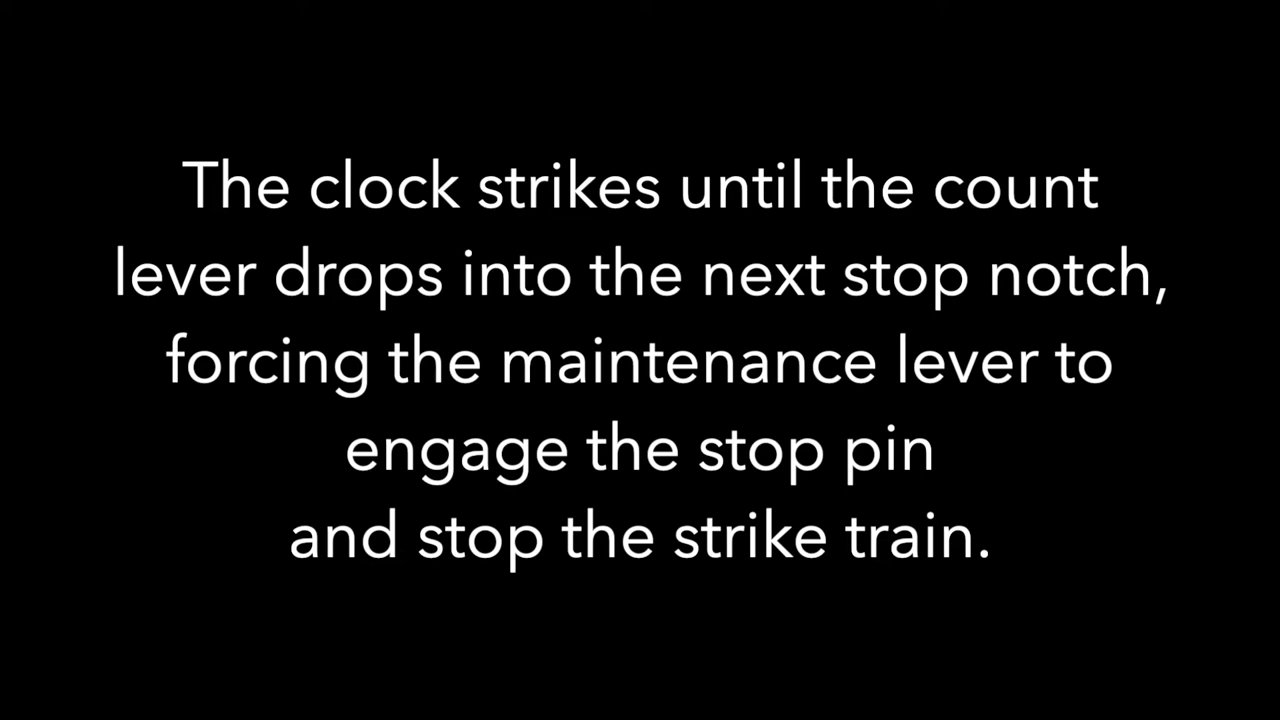 The clock strikes until the count
lever drops into the next stop notch,
forcing the maintenance lever to
engage the stop pin
and stop the strike train.